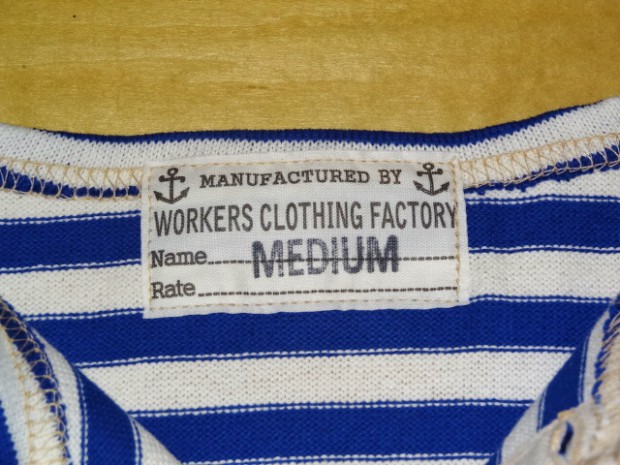 MANUFACTURED BY
WORKERS CLOTHING FACTORY
Name.......MEDIUM
Rate..............................